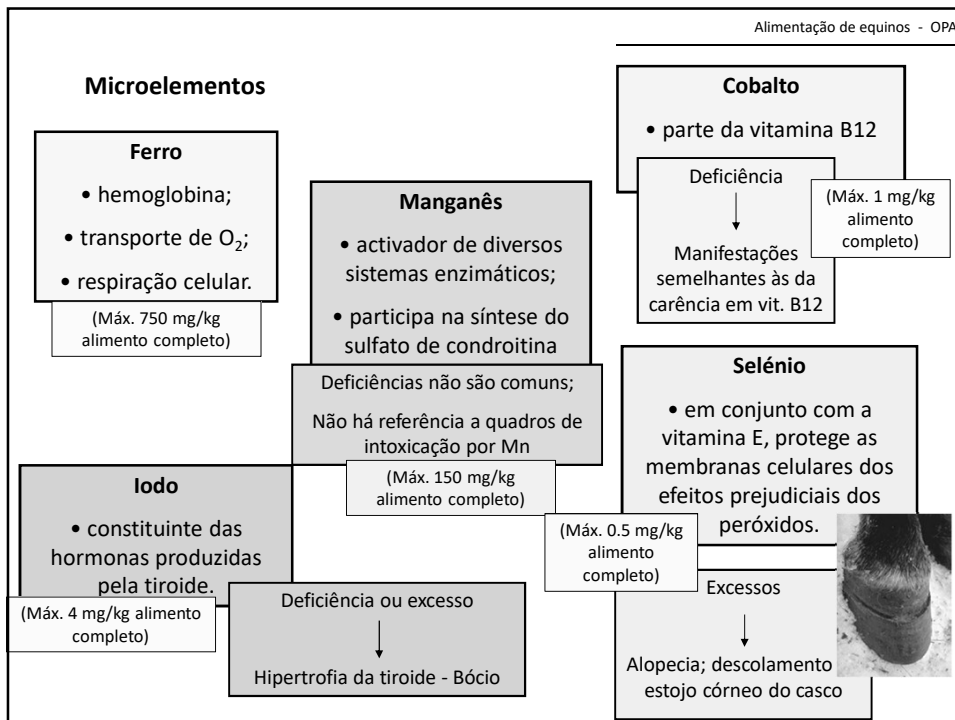 Alimentação de equinos - OPA
Microelementos
Ferro
• hemoglobina;
• transporte de O₂;
• respiração celular.
(Máx. 750 mg/kg
alimento completo)
Manganês
• activador de diversos
sistemas enzimáticos;
• participa na síntese do
sulfato de condroitina
Deficiências não são comuns;
Não há referência a quadros de
intoxicação por Mn
(Máx. 150 mg/kg
alimento completo)
Cobalto
• parte da vitamina B12
Deficiência
Manifestações
semelhantes às da
carência em vit. B12
(Máx. 1 mg/kg
alimento
completo)
Iodo
• constituinte das
hormonas produzidas
pela tiroide.
(Máx. 4 mg/kg alimento
completo)
Deficiência ou excesso
Hipertrofia da tiroide - Bócio
Selénio
• em conjunto com a
vitamina E, protege as
membranas celulares dos
efeitos prejudiciais dos
peróxidos.
(Máx. 0.5 mg/kg
alimento
completo)
Excessos
Alopecia; descolamento
estojo córneo do casco